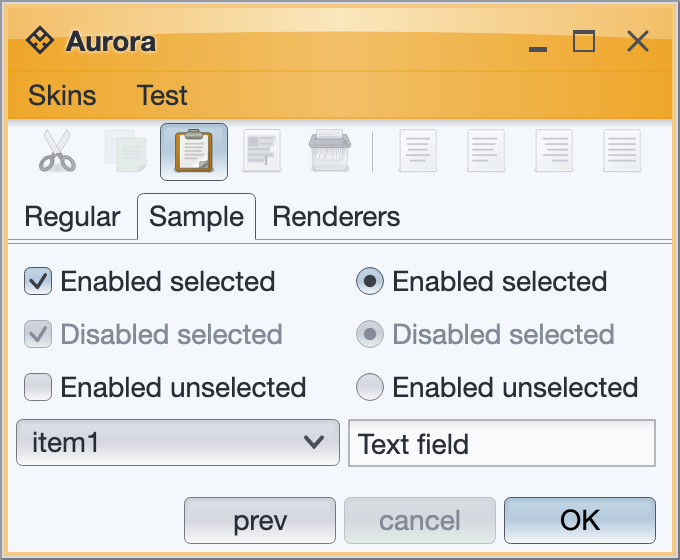 Aurora
Skins Test
Regular Sample Renderers
Enabled selected Enabled selected
Disabled selected Disabled selected
Enabled unselected Enabled unselected
item1 Text field
prev cancel OK